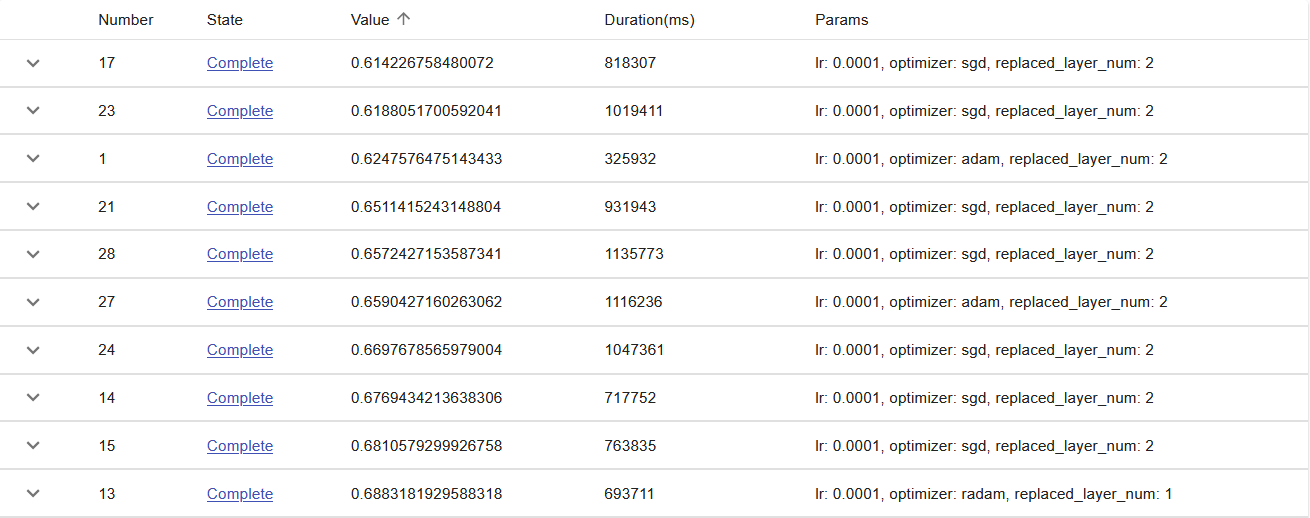 Number State Value Duration(ms) Params
17 Complete 0.614226758480072 818307 lr: 0.0001, optimizer: sgd, replaced_layer_num: 2
23 Complete 0.6188051700592041 1019411 lr: 0.0001, optimizer: sgd, replaced_layer_num: 2
1 Complete 0.6247576475143433 325932 lr: 0.0001, optimizer: adam, replaced_layer_num: 2
21 Complete 0.6511415243148804 931943 lr: 0.0001, optimizer: sgd, replaced_layer_num: 2
28 Complete 0.6572427153587341 1135773 lr: 0.0001, optimizer: sgd, replaced_layer_num: 2
27 Complete 0.6590427160263062 1116236 lr: 0.0001, optimizer: adam, replaced_layer_num: 2
24 Complete 0.6697678565979004 1047361 lr: 0.0001, optimizer: sgd, replaced_layer_num: 2
14 Complete 0.6769434213638306 717752 lr: 0.0001, optimizer: sgd, replaced_layer_num: 2
15 Complete 0.6810579299926758 763835 lr: 0.0001, optimizer: sgd, replaced_layer_num: 2
13 Complete 0.6883181929588318 693711 lr: 0.0001, optimizer: radam, replaced_layer_num: 1